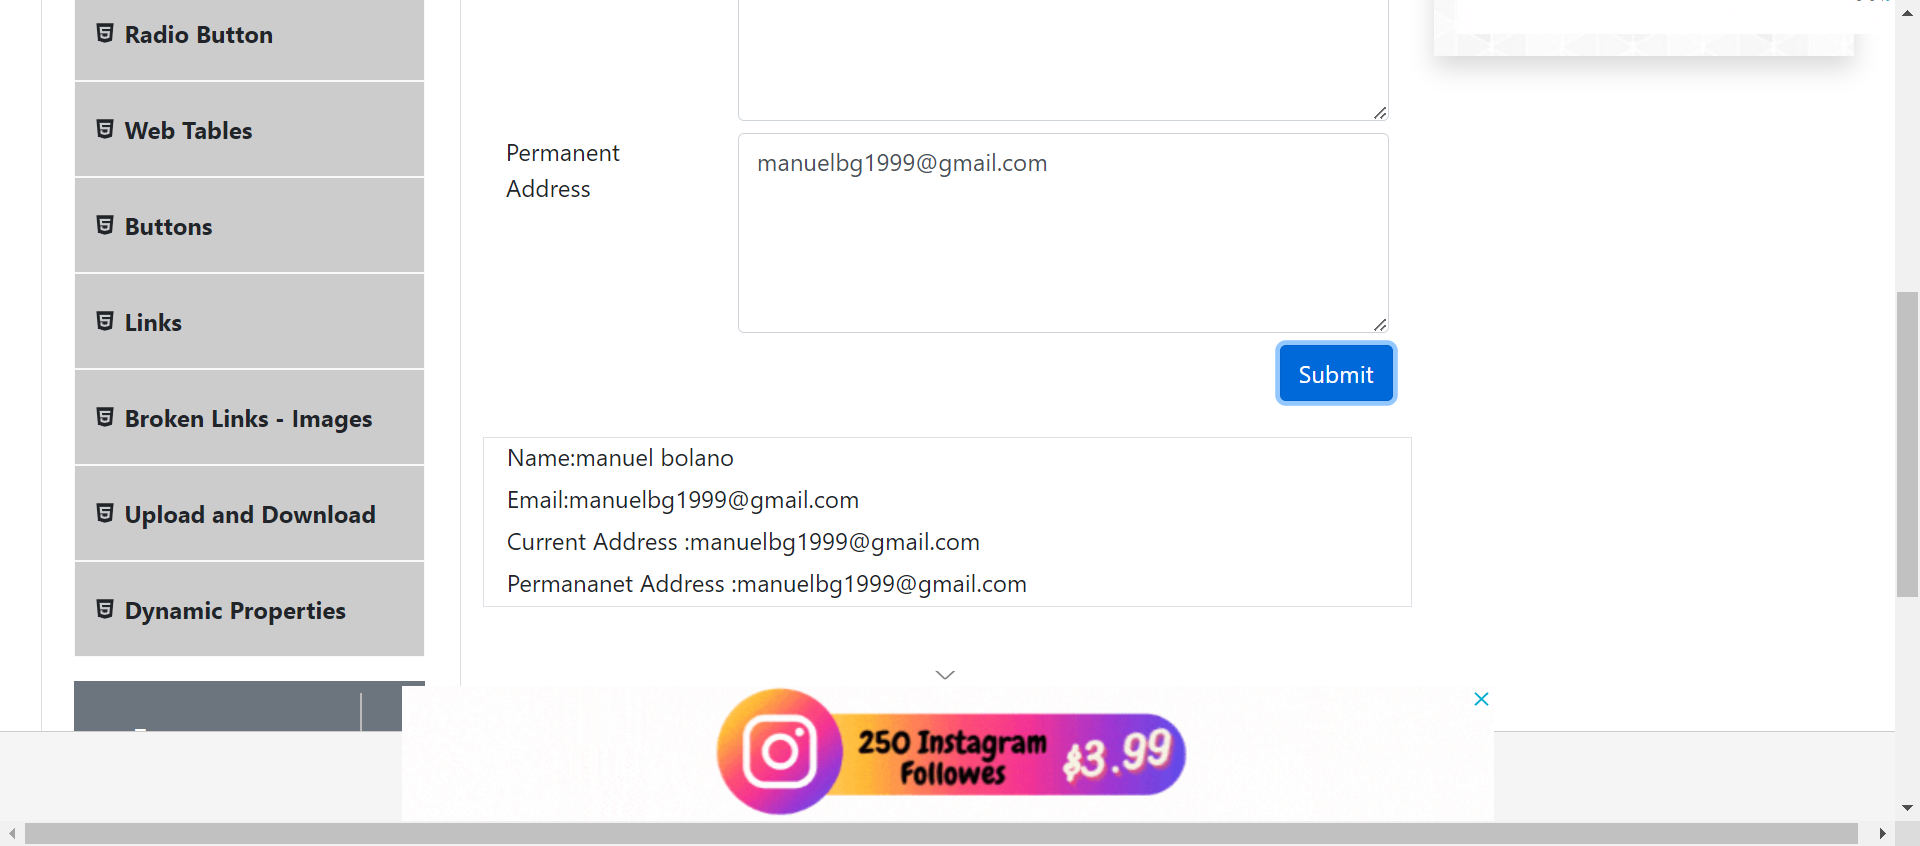 Radio Button
Web Tables
Buttons
Links
Broken Links - Images
Upload and Download
Dynamic Properties
Permanent
Address
manuelbg1999@gmail.com
Submit
Name:manuel bolano
Email:manuelbg1999@gmail.com
Current Address :manuelbg1999@gmail.com
Permananet Address :manuelbg1999@gmail.com
250 Instagram
Followes
$3.99